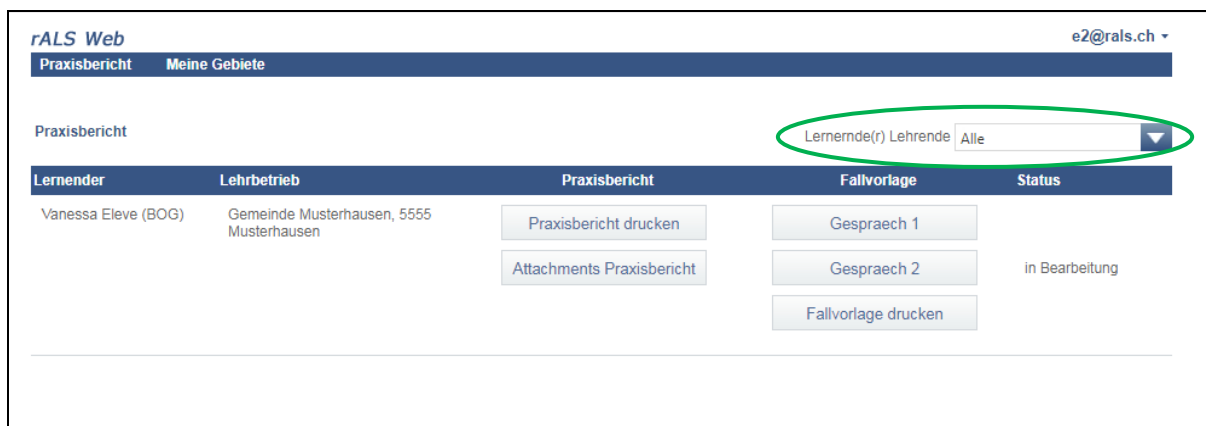 rALS Web
e2@rals.ch
Praxisbericht Meine Gebiete
Praxisbericht
Lernernde(r) Lehrende Alle
Lernender Lehrbetrieb Praxisbericht Fallvorlage Status
Vanessa Eleve (BOG) Gemeinde Musterhausen, 5555
Musterhausen
Praxisbericht drucken Gespraech 1
Attachments Praxisbericht Gespraech 2 in Bearbeitung
Fallvorlage drucken